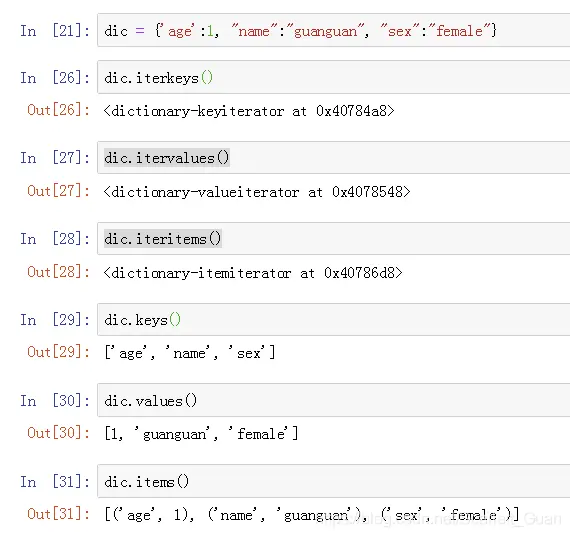 In [21]: dic = {'age':1, "name":"guanguan", "sex":"female"}
In [26]: dic.iterkeys()
Out[26]: <dictionary-keyiterator at 0x40784a8>
In [27]: dic.itervalues()
Out[27]: <dictionary-valueiterator at 0x4078548>
In [28]: dic.iteritems()
Out[28]: <dictionary-itemiterator at 0x40786d8>
In [29]: dic.keys()
Out[29]: ['age', 'name', 'sex']
In [30]: dic.values()
Out[30]: [1, 'guanguan', 'female']
In [31]: dic.items()
Out[31]: [('age', 1), ('name', 'guanguan'), ('sex', 'female')]